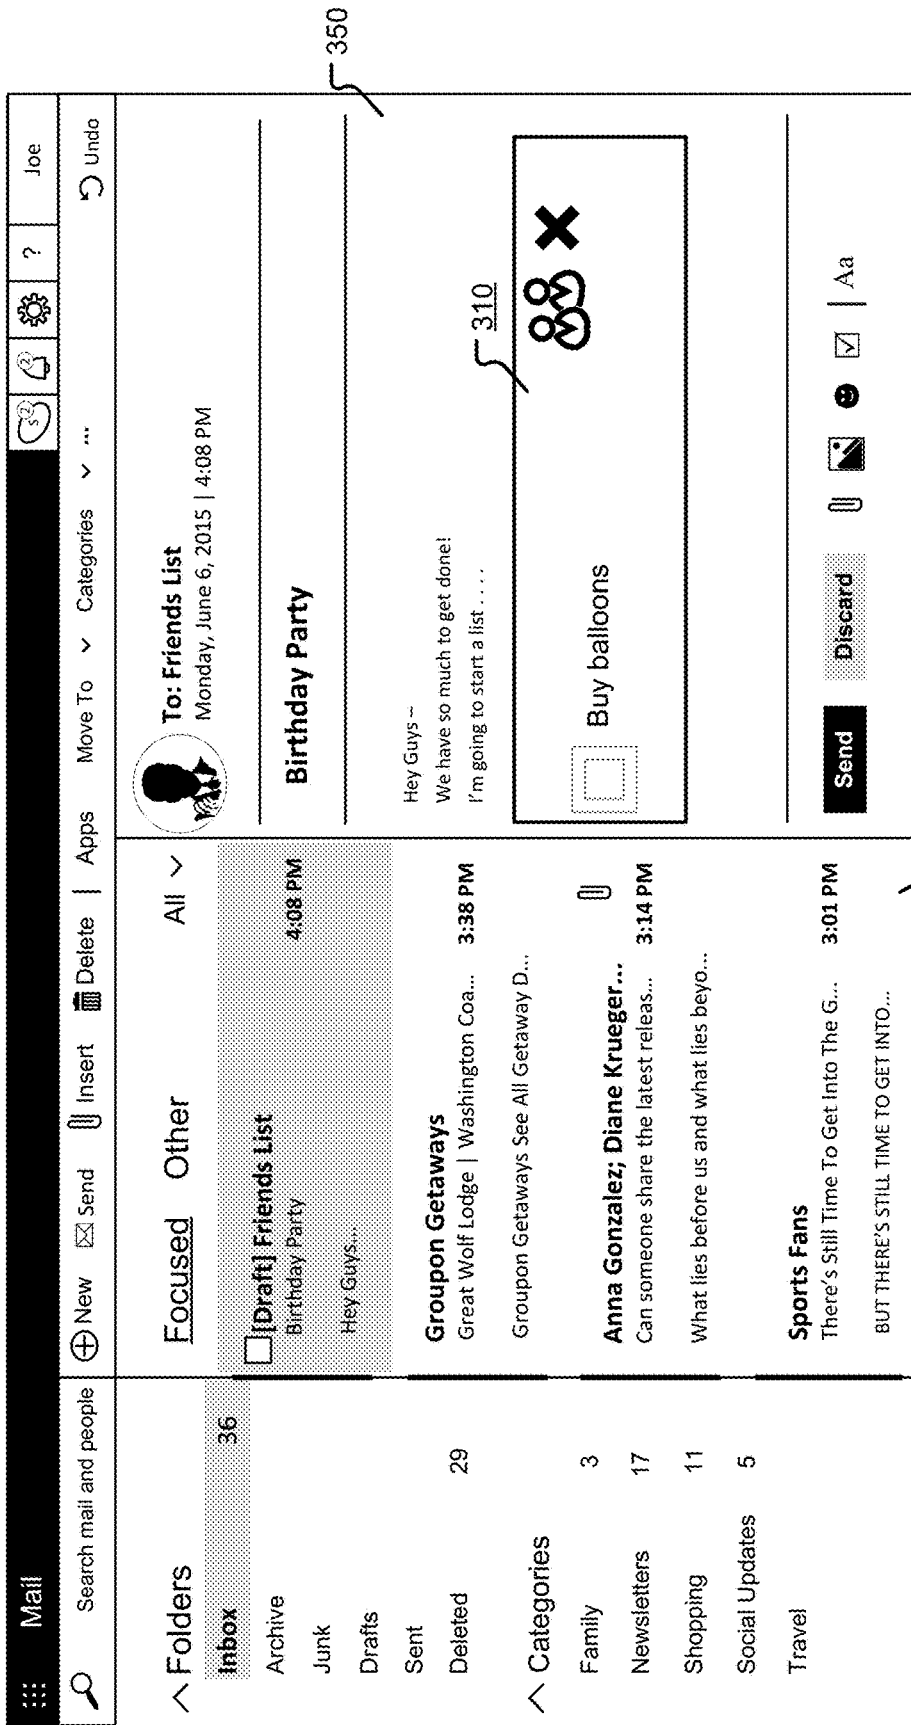 Mail
S 2
2
?
Joe
Search mail and people
New Send Insert Delete | Apps Move To Categories ... Undo
Folders
Inbox 36
Archive
Junk
Drafts
Sent
Deleted 29
Categories
Family 3
Newsletters 17
Shopping 11
Social Updates 5
Travel
Focused Other All
[Draft] Friends List
Birthday Party 4:08 PM
Hey Guys...
Groupon Getaways
Great Wolf Lodge | Washington Coa... 3:38 PM
Groupon Getaways See All Getaway D...
Anna Gonzalez; Diane Krueger...
Can someone share the latest releas... 3:14 PM
What lies before us and what lies beyo...
Sports Fans
There's Still Time To Get Into The G... 3:01 PM
BUT THERE'S STILL TIME TO GET INTO...
To: Friends List
Monday, June 6, 2015 | 4:08 PM
Birthday Party
350
Hey Guys –
We have so much to get done!
I'm going to start a list . . . .
310
Buy balloons
Send Discard | Aa